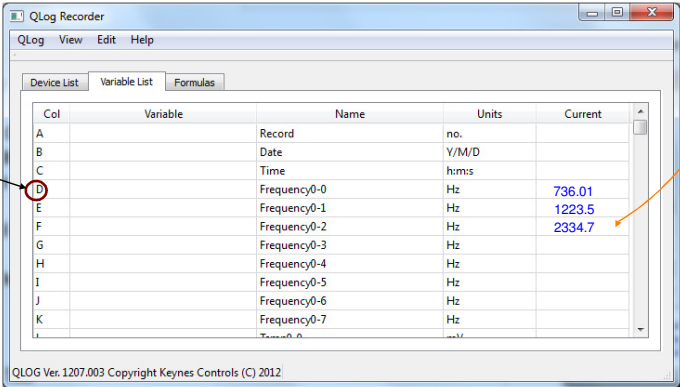 QLog Recorder
QLog View Edit Help
Device List Variable List Formulas
Col Variable Name Units Current
A Record no.
B Date Y/M/D
C Time h:m:s
D Frequency0-0 Hz 736.01
E Frequency0-1 Hz 1223.5
F Frequency0-2 Hz 2334.7
G Frequency0-3 Hz
H Frequency0-4 Hz
I Frequency0-5 Hz
J Frequency0-6 Hz
K Frequency0-7 Hz
QLOG Ver. 1207.003 Copyright Keynes Controls (C) 2012